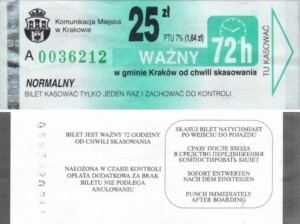 Komunikacja Miejska
w Krakowie
25 zł
PTU 7% (1,64 zł)
A 0036212
WAŻNY 72h
w gminie Kraków od chwili skasowania
NORMALNY
BILET KASOWAĆ TYLKO JEDEN RAZ I ZACHOWAĆ DO KONTROLI
TU KASOWAĆ
BILET JEST WAŻNY 72 GODZINY
OD CHWILI SKASOWANIA
NAŁOŻONA W CZASIE KONTROLI
OPŁATA DODATKOWA ZA BRAK
BILETU NIE PODLEGA
ANULOWANIU
SKASUJ BILET NATYCHMIAST
PO WEJŚCIU DO POJAZDU
СРАЗУ ПОСЛЕ ВХОДА
В СРЕДСТВО ПЕРЕДВИЖЕНИЯ
КОМПОСТИРОВАТЬ БИЛЕТ
SOFORT ENTWERTEN
NACH DEM EINSTEIGEN
PUNCH IMMEDIATELY
AFTER BOARDING